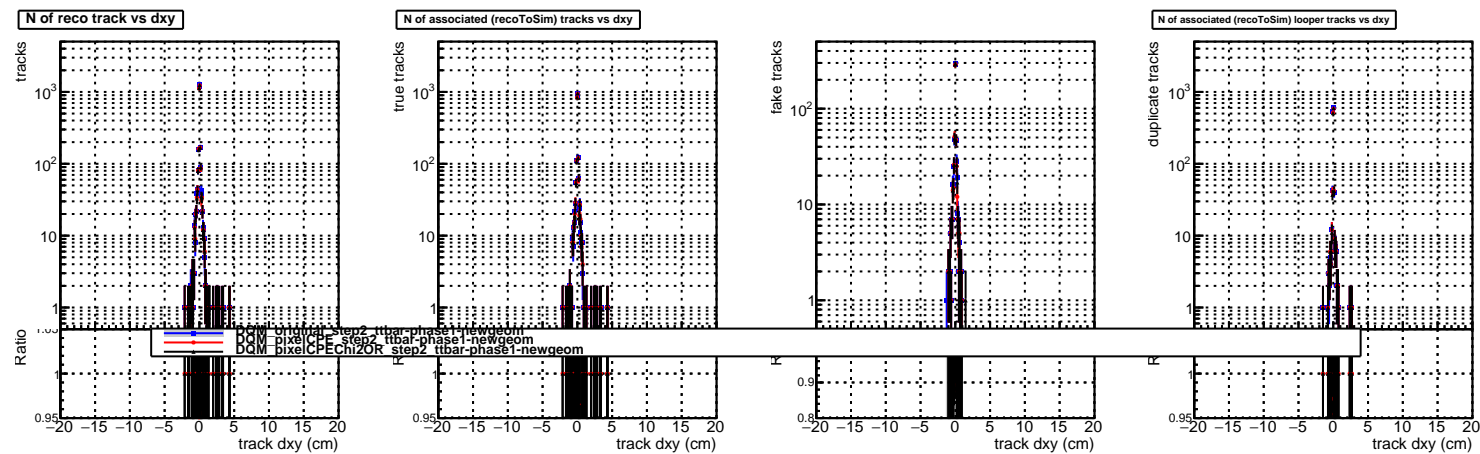 N of reco track vs dxy
N of associated (recoToSim) tracks vs dxy
N of associated (recoToSim) looper tracks vs dxy
tracks
10³
10²
10
1
Ratio
1
0.95
−20 −15 −10 −5 0 5 10 15 20
track dxy (cm)
true tracks
10³
10²
10
1
1
0.95
−20 −15 −10 −5 0 5 10 15 20
track dxy (cm)
fake tracks
10²
10
1
0.9
0.8
−20 −15 −10 −5 0 5 10 15 20
track dxy (cm)
duplicate tracks
10³
10²
10
1
1
0.95
−20 −15 −10 −5 0 5 10 15 20
track dxy (cm)
DQM_original_step2_ttbar-phase1-newgeom
DQM_pixelCPE_step2_ttbar-phase1-newgeom
DQM_pixelCPEChi2OR_step2_ttbar-phase1-newgeom